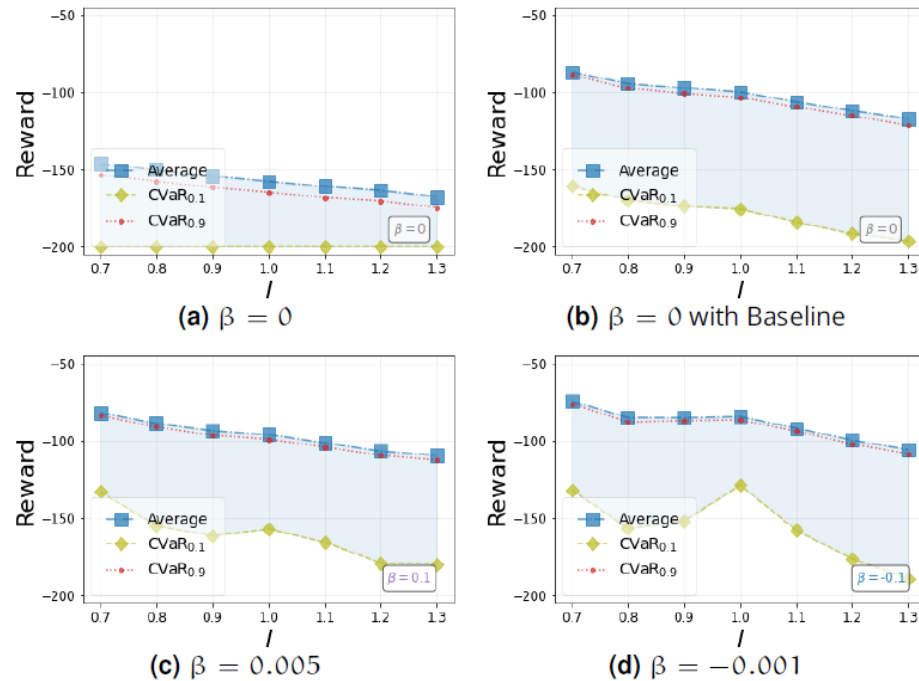 −50
−100
−150
−200
Reward
Average
CVaR0.1
CVaR0.9
β = 0
0.7 0.8 0.9 1.0 1.1 1.2 1.3
I
(a) β = 0
−50
−100
−150
−200
Reward
Average
CVaR0.1
CVaR0.9
β = 0
0.7 0.8 0.9 1.0 1.1 1.2 1.3
I
(b) β = 0 with Baseline
−50
−100
−150
−200
Reward
Average
CVaR0.1
CVaR0.9
β = 0.1
0.7 0.8 0.9 1.0 1.1 1.2 1.3
I
(c) β = 0.005
−50
−100
−150
−200
Reward
Average
CVaR0.1
CVaR0.9
β = -0.1
0.7 0.8 0.9 1.0 1.1 1.2 1.3
I
(d) β = −0.001